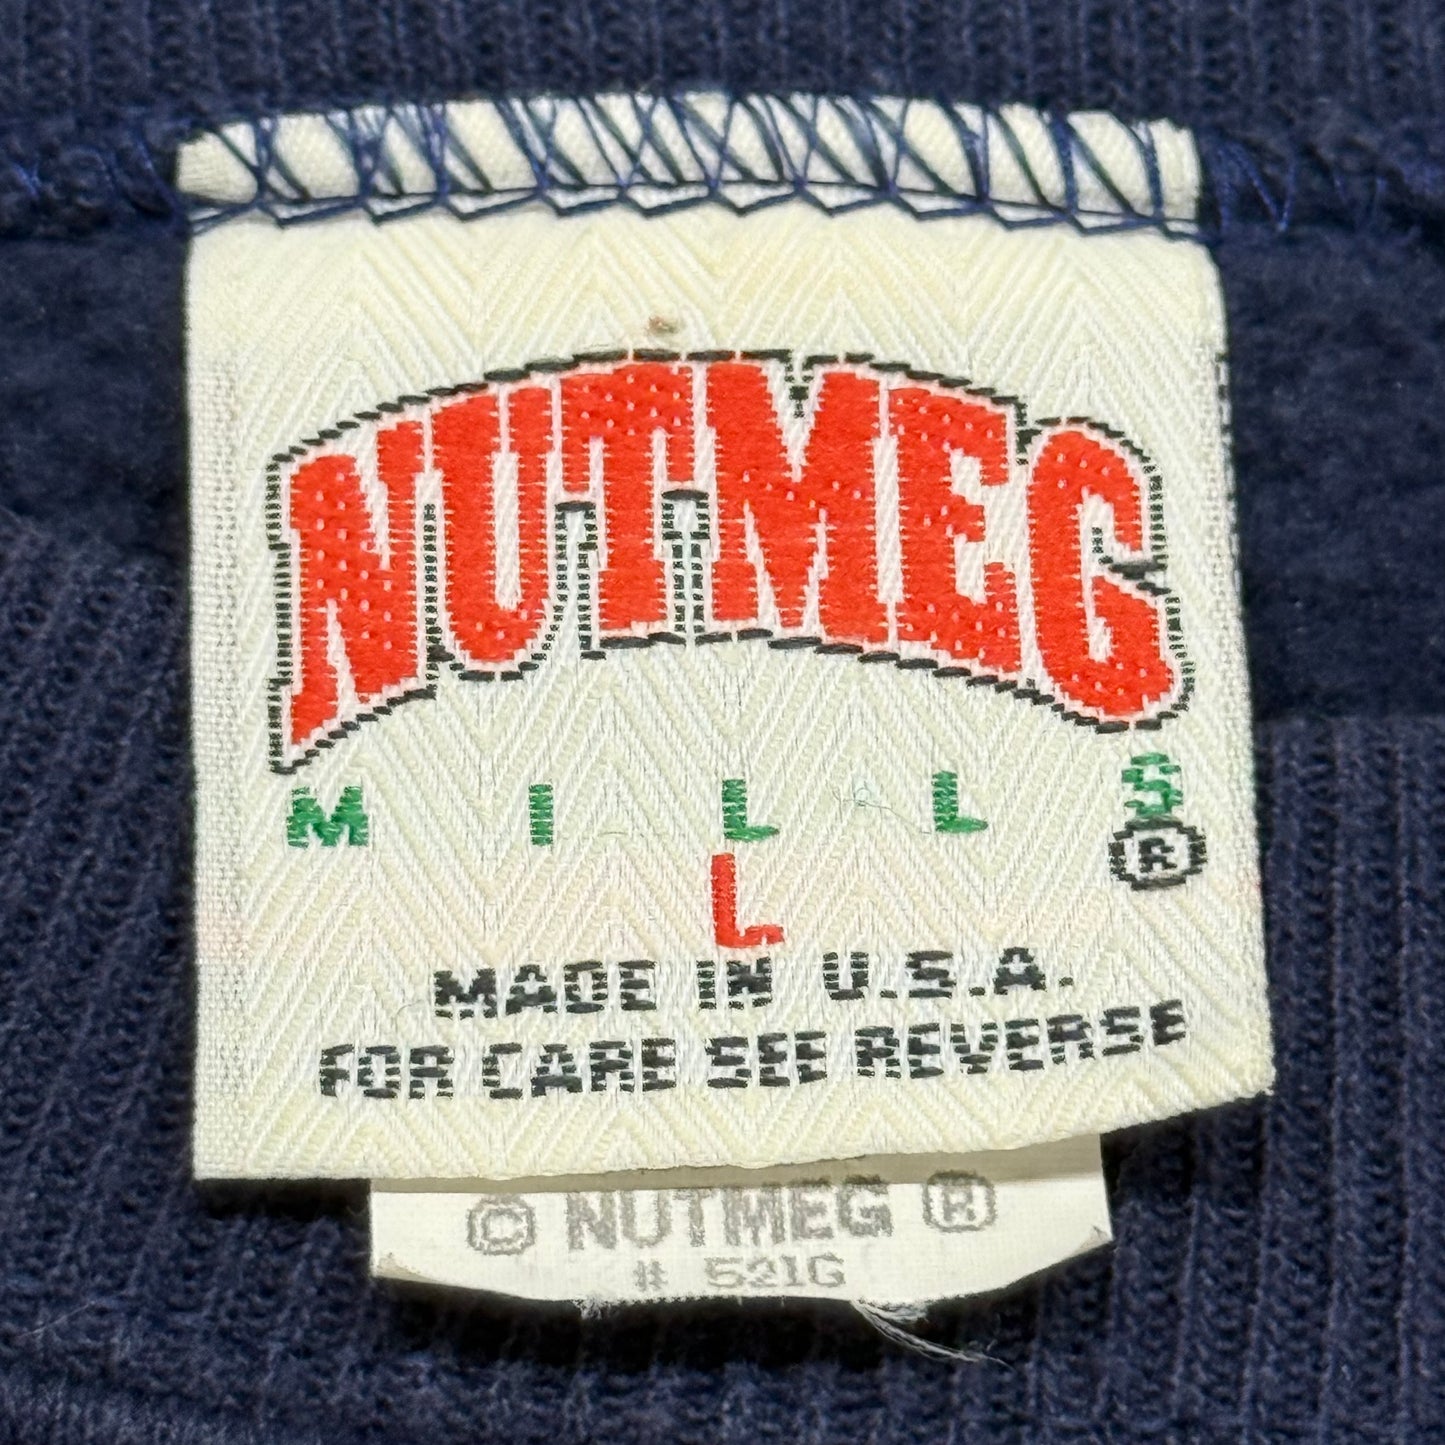 NUTMEG
MILLS
®
L
MADE IN U.S.A.
FOR CARE SEE REVERSE
© NUTMEG ®
# 521G